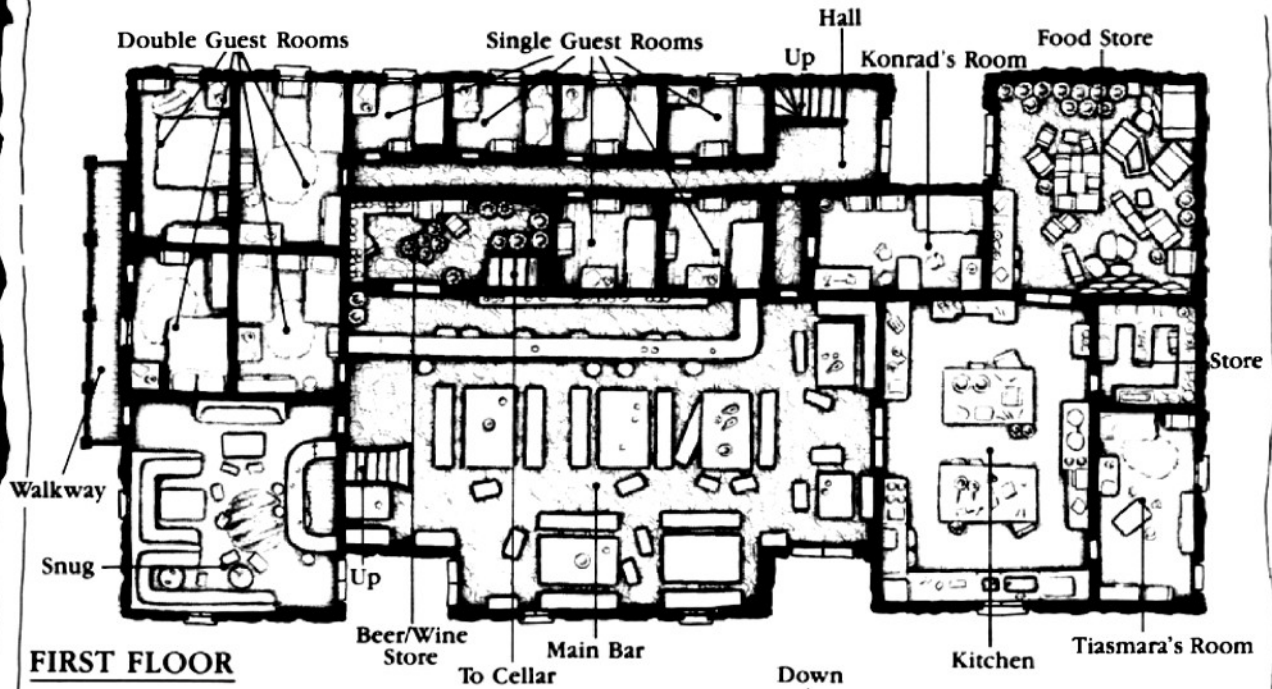 Hall
Double Guest Rooms
Single Guest Rooms
Up
Konrad's Room
Food Store
Store
Walkway
Snug
Up
Beer/Wine
Store
To Cellar
Main Bar
Kitchen
Tiasmara's Room
FIRST FLOOR
Down